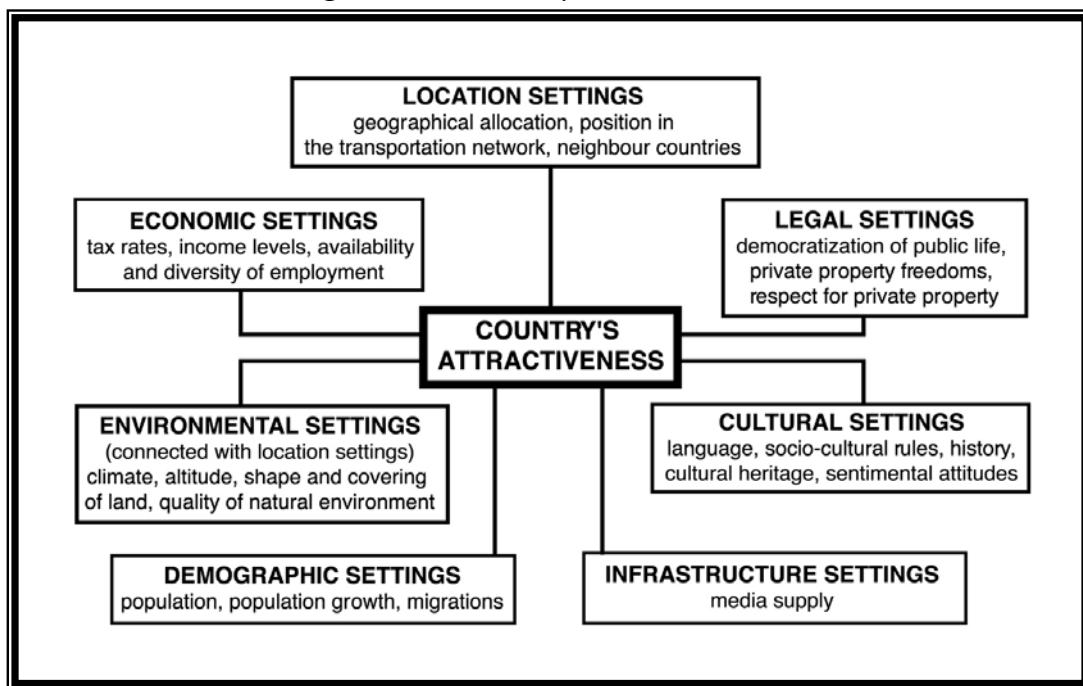 LOCATION SETTINGS
geographical allocation, position in
the transportation network, neighbour countries
ECONOMIC SETTINGS
tax rates, income levels, availability
and diversity of employment
LEGAL SETTINGS
democratization of public life,
private property freedoms,
respect for private property
COUNTRY'S
ATTRACTIVENESS
ENVIRONMENTAL SETTINGS
(connected with location settings)
climate, altitude, shape and covering
of land, quality of natural environment
CULTURAL SETTINGS
language, socio-cultural rules, history,
cultural heritage, sentimental attitudes
DEMOGRAPHIC SETTINGS
population, population growth, migrations
INFRASTRUCTURE SETTINGS
media supply